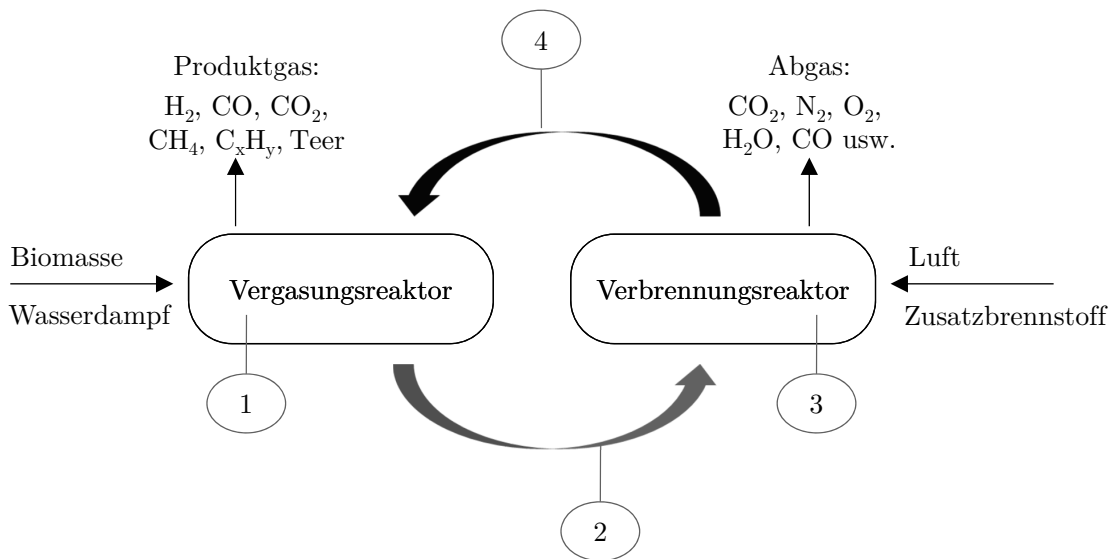 4
Produktgas:
H₂, CO, CO₂,
CH₄, CₓHᵧ, Teer
Abgas:
CO₂, N₂, O₂,
H₂O, CO usw.
Biomasse
Wasserdampf
Vergasungsreaktor
Verbrennungsreaktor
Luft
Zusatzbrennstoff
1
3
2